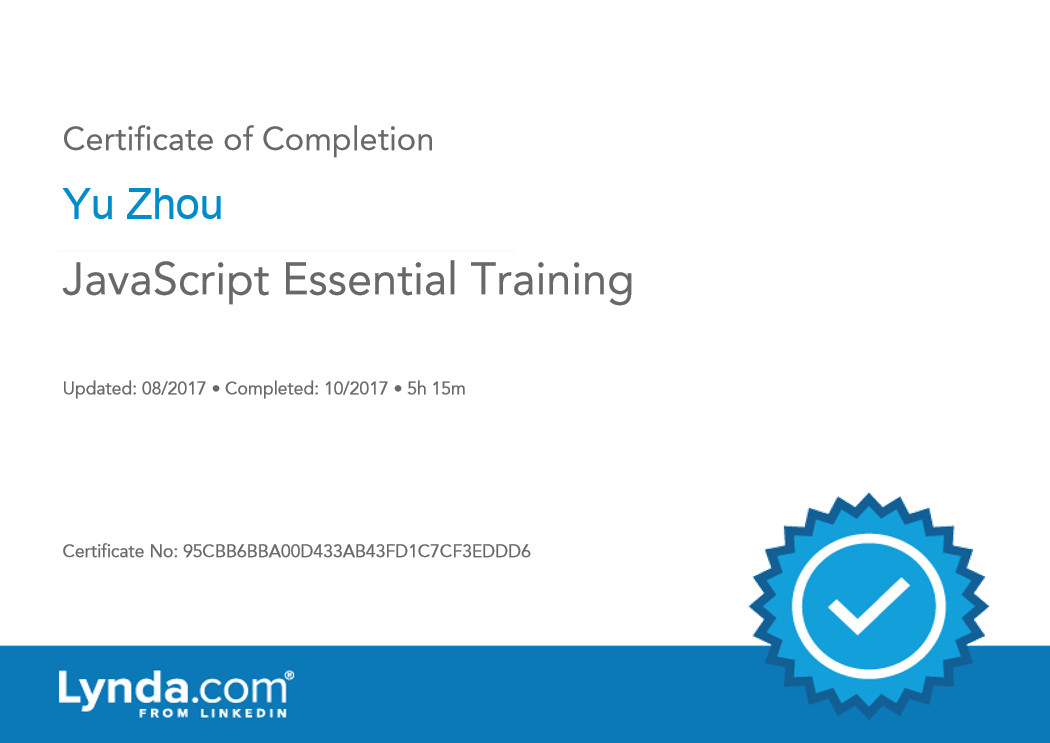 Certificate of Completion
Yu Zhou
JavaScript Essential Training
Updated: 08/2017 • Completed: 10/2017 • 5h 15m
Certificate No: 95CBB6BBA00D433AB43FD1C7CF3EDDD6
Lynda.com®
FROM LINKEDIN